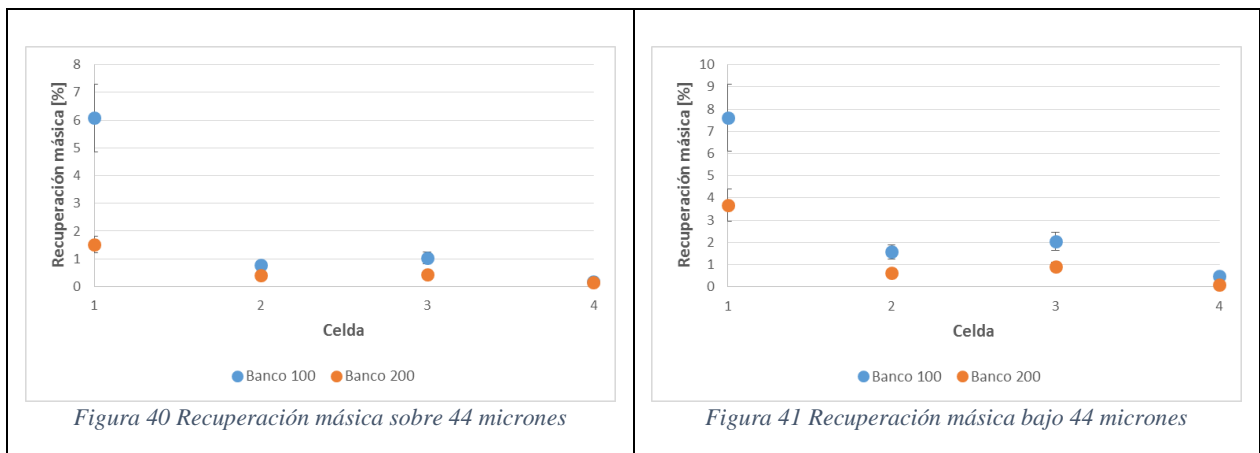 Recuperación másica [%]
8
7
6
5
4
3
2
1
0
1 2 3 4
Celda
Banco 100 Banco 200
Figura 40 Recuperación másica sobre 44 micrones
Recuperación másica [%]
10
9
8
7
6
5
4
3
2
1
0
1 2 3 4
Celda
Banco 100 Banco 200
Figura 41 Recuperación másica bajo 44 micrones